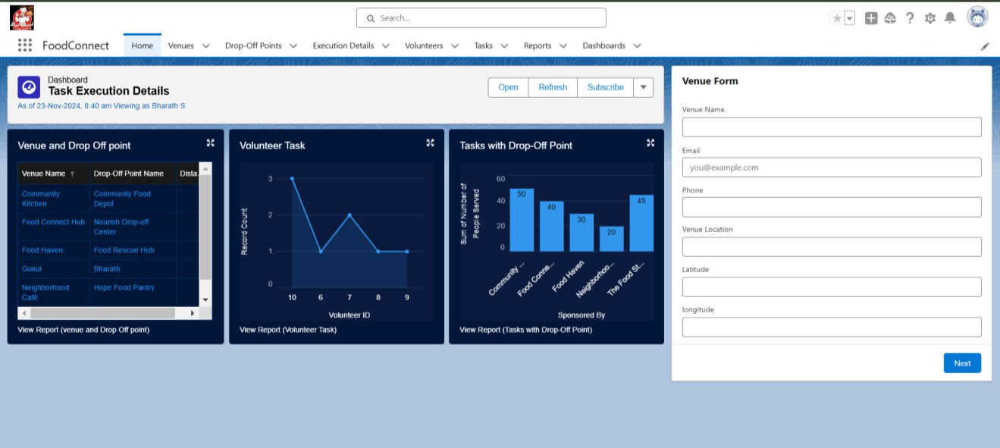 Search...
FoodConnect
Home
Venues
Drop-Off Points
Execution Details
Volunteers
Tasks
Reports
Dashboards
Dashboard
Task Execution Details
As of 23-Nov-2024, 8:40 am·Viewing as Bharath S
Open
Refresh
Subscribe
Venue and Drop Off point
Venue Name ↑ Drop-Off Point Name Dista..
Community Kitchen Community Food Depot
Food Connect Hub Nourish Drop-off Center
Food Haven Food Rescue Hub
Gokul Bharath
Neighborhood Café Hope Food Pantry
View Report (venue and Drop Off point)
Volunteer Task
Record Count
3
2
1
0
10 6 7 8 9
Volunteer ID
View Report (Volunteer Task)
Tasks with Drop-Off Point
Sum of Number of
People Served
60
40
20
0
50
40
30
20
45
Community ...
Food Conne...
Food Haven
Neighborhoo...
The Food St...
Sponsored By
View Report (Tasks with Drop-Off Point)
Venue Form
Venue Name
Email
you@example.com
Phone
Venue Location
Latitude
longitude
Next